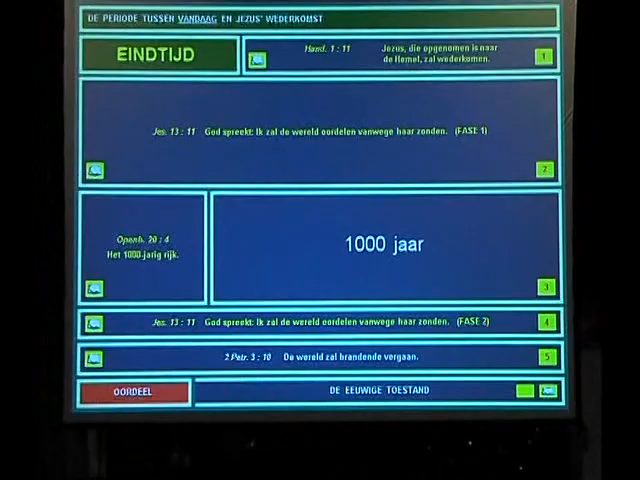 DE PERIODE TUSSEN VANDAAG EN JEZUS' WEDERKOMST
EINDTIJD
Hand. 1 : 11 Jezus, die opgenomen is naar
de Hemel, zal wederkomen.
1
Jes. 13 : 11 God spreekt: Ik zal de wereld oordelen vanwege haar zonden. (FASE 1)
2
Openb. 20 : 4
Het 1000-jarig rijk.
1000 jaar
3
Jes. 13 : 11 God spreekt: Ik zal de wereld oordelen vanwege haar zonden. (FASE 2)
4
2 Petr. 3 : 10 De wereld zal brandende vergaan.
5
OORDEEL
DE EEUWIGE TOESTAND